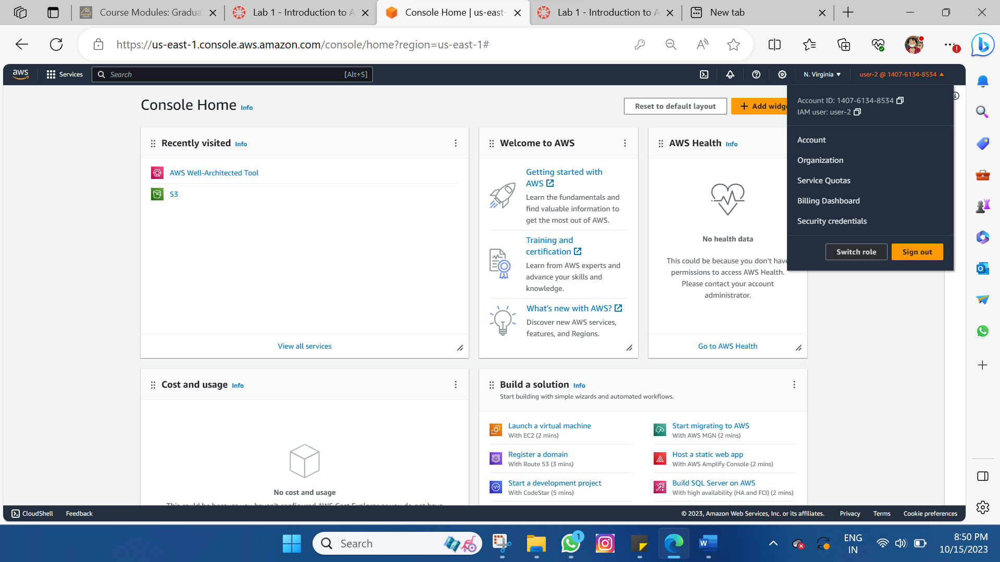 Course Modules: Gradua
Lab 1 - Introduction to A
Console Home | us-east-
Lab 1 - Introduction to A
New tab
https://us-east-1.console.aws.amazon.com/console/home?region=us-east-1#
aws
Services
Search
[Alt+S]
N. Virginia
user-2 @ 1407-6134-8534
Account ID: 1407-6134-8534
IAM user: user-2
Account
Organization
Service Quotas
Billing Dashboard
Security credentials
Switch role
Sign out
Console Home Info
Reset to default layout
Add widg
Recently visited Info
AWS Well-Architected Tool
S3
View all services
Welcome to AWS
Getting started with
AWS
Learn the fundamentals and
find valuable information to
get the most out of AWS.
Training and
certification
Learn from AWS experts and
advance your skills and
knowledge.
What's new with AWS?
Discover new AWS services,
features, and Regions.
AWS Health Info
No health data
This could be because you don't have
permissions to access AWS Health.
Please contact your account
administrator.
Go to AWS Health
Cost and usage Info
No cost and usage
Build a solution Info
Start building with simple wizards and automated workflows.
Launch a virtual machine
With EC2 (2 mins)
Start migrating to AWS
With AWS MGN (2 mins)
Register a domain
With Route 53 (3 mins)
Host a static web app
With AWS Amplify Console (2 mins)
Start a development project
With CodeStar (5 mins)
Build SQL Server on AWS
With high availability (HA and FCI) (2 mins)
CloudShell
Feedback
© 2023, Amazon Web Services, Inc. or its affiliates.
Privacy
Terms
Cookie preferences
Search
1
ENG
IN
8:50 PM
10/15/2023